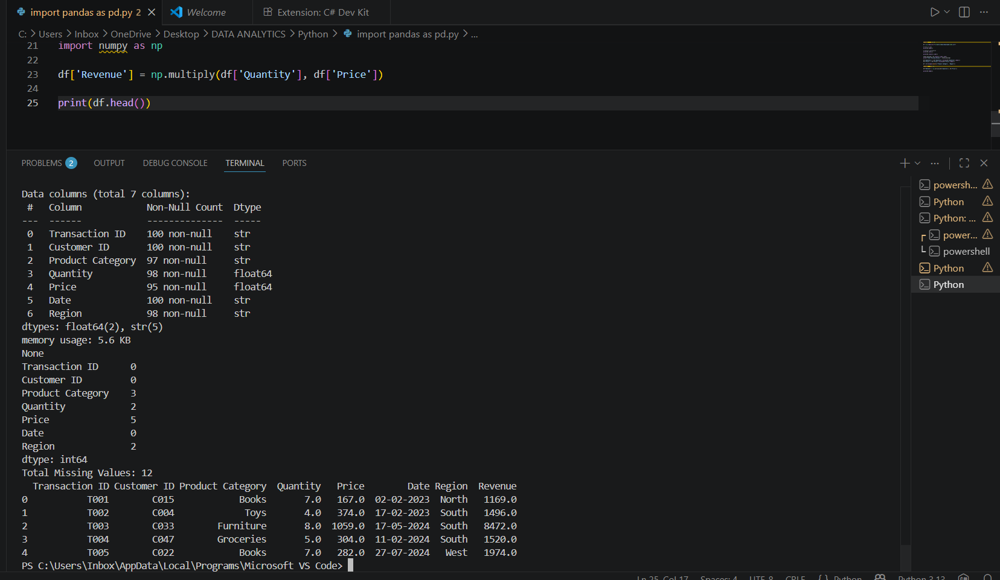 import pandas as pd.py 2
Welcome
Extension: C# Dev Kit
C: > Users > Inbox > OneDrive > Desktop > DATA ANALYTICS > Python > import pandas as pd.py > ...
21 import numpy as np
22
23 df['Revenue'] = np.multiply(df['Quantity'], df['Price'])
24
25 print(df.head())
PROBLEMS 2 OUTPUT DEBUG CONSOLE TERMINAL PORTS
Data columns (total 7 columns):
 #   Column            Non-Null Count  Dtype
---  ------            --------------  -----
 0   Transaction ID    100 non-null    str
 1   Customer ID       100 non-null    str
 2   Product Category  97 non-null     str
 3   Quantity          98 non-null     float64
 4   Price             95 non-null     float64
 5   Date              100 non-null    str
 6   Region            98 non-null     str
dtypes: float64(2), str(5)
memory usage: 5.6 KB
None
Transaction ID      0
Customer ID         0
Product Category    3
Quantity            2
Price               5
Date                0
Region              2
dtype: int64
Total Missing Values: 12
  Transaction ID Customer ID Product Category  Quantity   Price        Date Region  Revenue
0           T001        C015            Books       7.0   167.0  02-02-2023  North   1169.0
1           T002        C004             Toys       4.0   374.0  17-02-2023  South   1496.0
2           T003        C033        Furniture       8.0  1059.0  17-05-2024  South   8472.0
3           T004        C047        Groceries       5.0   304.0  11-02-2024  South   1520.0
4           T005        C022            Books       7.0   282.0  27-07-2024   West   1974.0
PS C:\Users\Inbox\AppData\Local\Programs\Microsoft VS Code>
powersh...
Python
Python: ...
power...
powershell
Python
Python
Ln 25, Col 17 Spaces: 4 UTF-8 CRLF { } Python Python 3.13